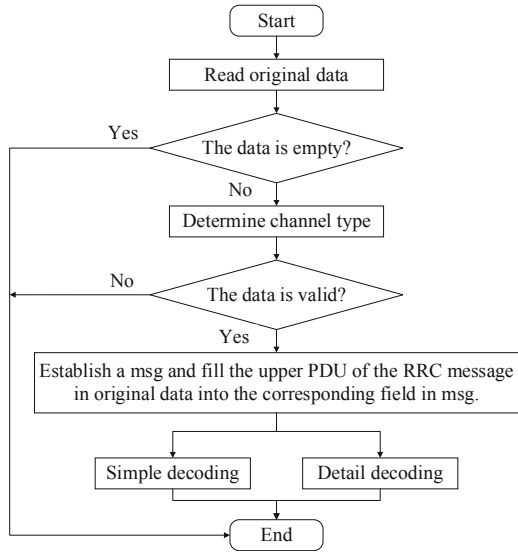 Start
Read original data
Yes
The data is empty?
No
Determine channel type
No
The data is valid?
Yes
Establish a msg and fill the upper PDU of the RRC message
in original data into the corresponding field in msg.
Simple decoding
Detail decoding
End